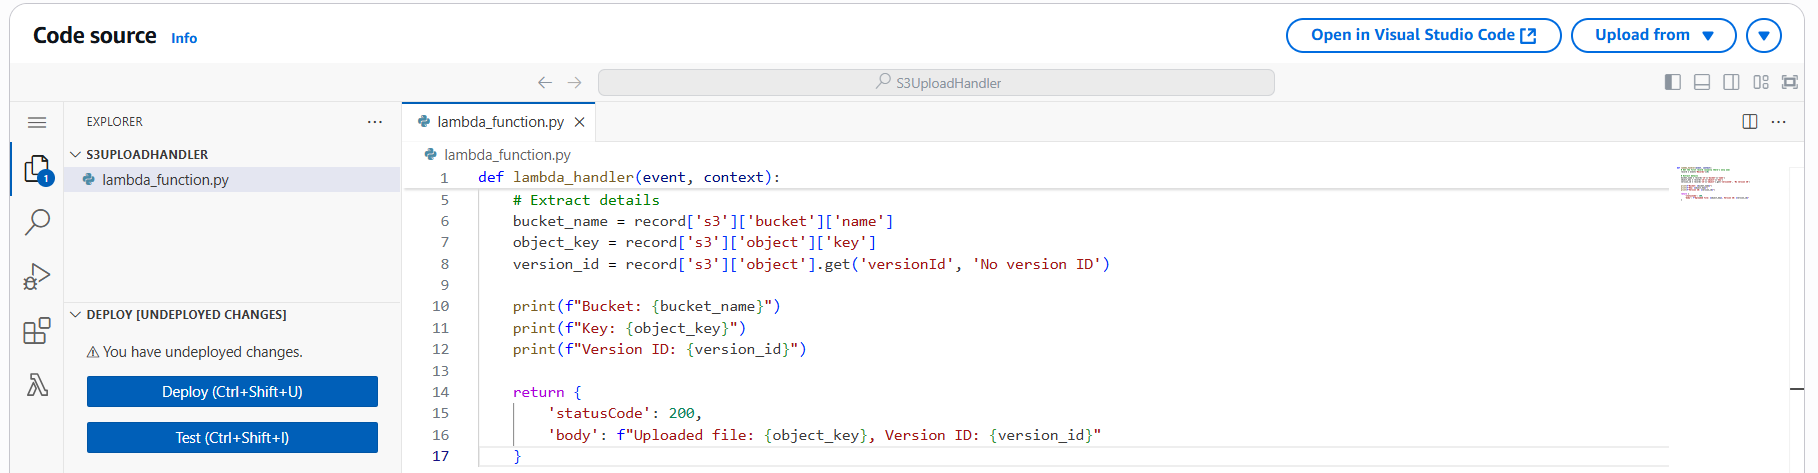 Code source Info
Open in Visual Studio Code
Upload from
S3UploadHandler
EXPLORER
S3UPLOADHANDLER
1
lambda_function.py
DEPLOY [UNDEPLOYED CHANGES]
You have undeployed changes.
Deploy (Ctrl+Shift+U)
Test (Ctrl+Shift+I)
lambda_function.py
lambda_function.py
1 def lambda_handler(event, context):
5     # Extract details
6     bucket_name = record['s3']['bucket']['name']
7     object_key = record['s3']['object']['key']
8     version_id = record['s3']['object'].get('versionId', 'No version ID')
9
10     print(f"Bucket: {bucket_name}")
11     print(f"Key: {object_key}")
12     print(f"Version ID: {version_id}")
13
14     return {
15         'statusCode': 200,
16         'body': f"Uploaded file: {object_key}, Version ID: {version_id}"
17     }